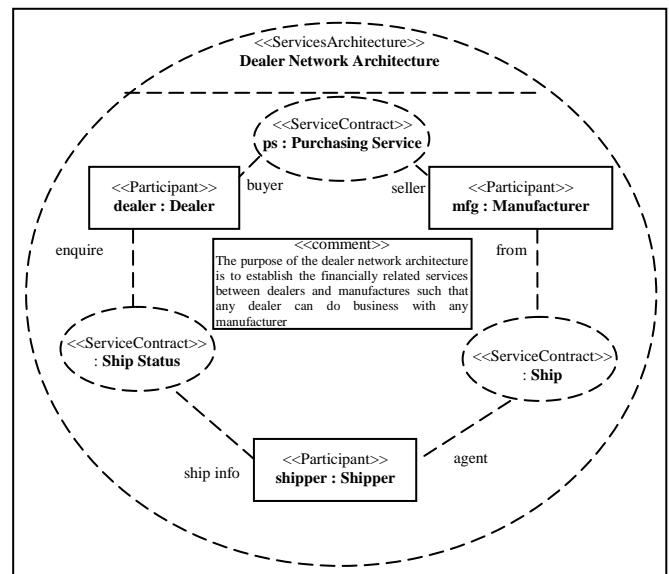 <<ServicesArchitecture>>
Dealer Network Architecture
<<ServiceContract>>
ps : Purchasing Service
<<Participant>>
dealer : Dealer
buyer
seller
<<Participant>>
mfg : Manufacturer
enquire
<<comment>>
The purpose of the dealer network architecture
is to establish the financially related services
between dealers and manufactures such that
any dealer can do business with any
manufacturer
from
<<ServiceContract>>
: Ship Status
<<ServiceContract>>
: Ship
ship info
<<Participant>>
shipper : Shipper
agent